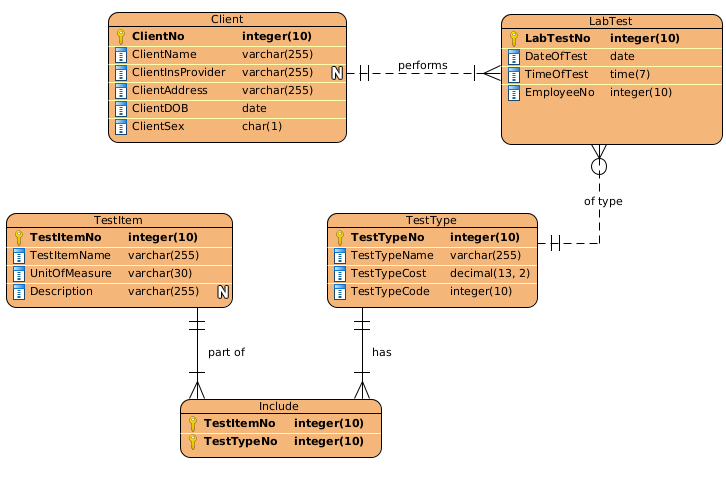 Client
ClientNo integer(10)
ClientName varchar(255)
ClientInsProvider varchar(255) N
ClientAddress varchar(255)
ClientDOB date
ClientSex char(1)
performs
LabTest
LabTestNo integer(10)
DateOfTest date
TimeOfTest time(7)
EmployeeNo integer(10)
of type
TestItem
TestItemNo integer(10)
TestItemName varchar(255)
UnitOfMeasure varchar(30)
Description varchar(255) N
TestType
TestTypeNo integer(10)
TestTypeName varchar(255)
TestTypeCost decimal(13, 2)
TestTypeCode integer(10)
part of
has
Include
TestItemNo integer(10)
TestTypeNo integer(10)